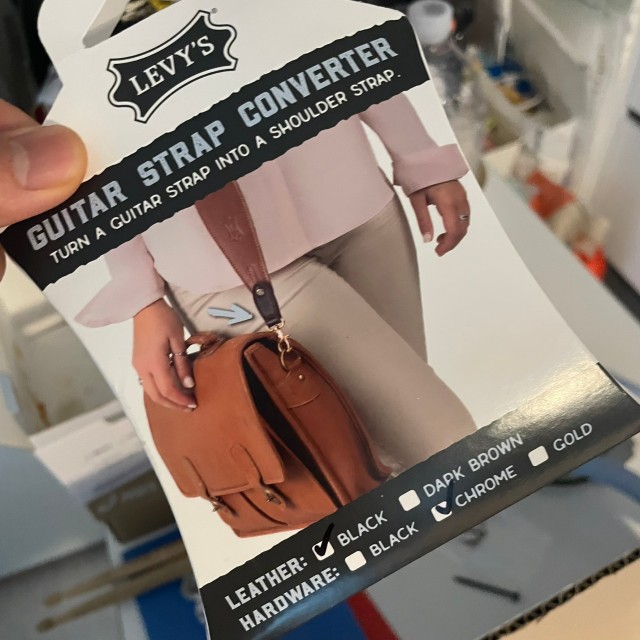 LEVY'S
GUITAR STRAP CONVERTER
TURN A GUITAR STRAP INTO A SHOULDER STRAP.
LEATHER: BLACK DARK BROWN
HARDWARE: BLACK CHROME GOLD